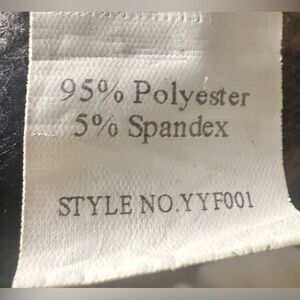 95% Polyester
5% Spandex
STYLE NO.YYF001